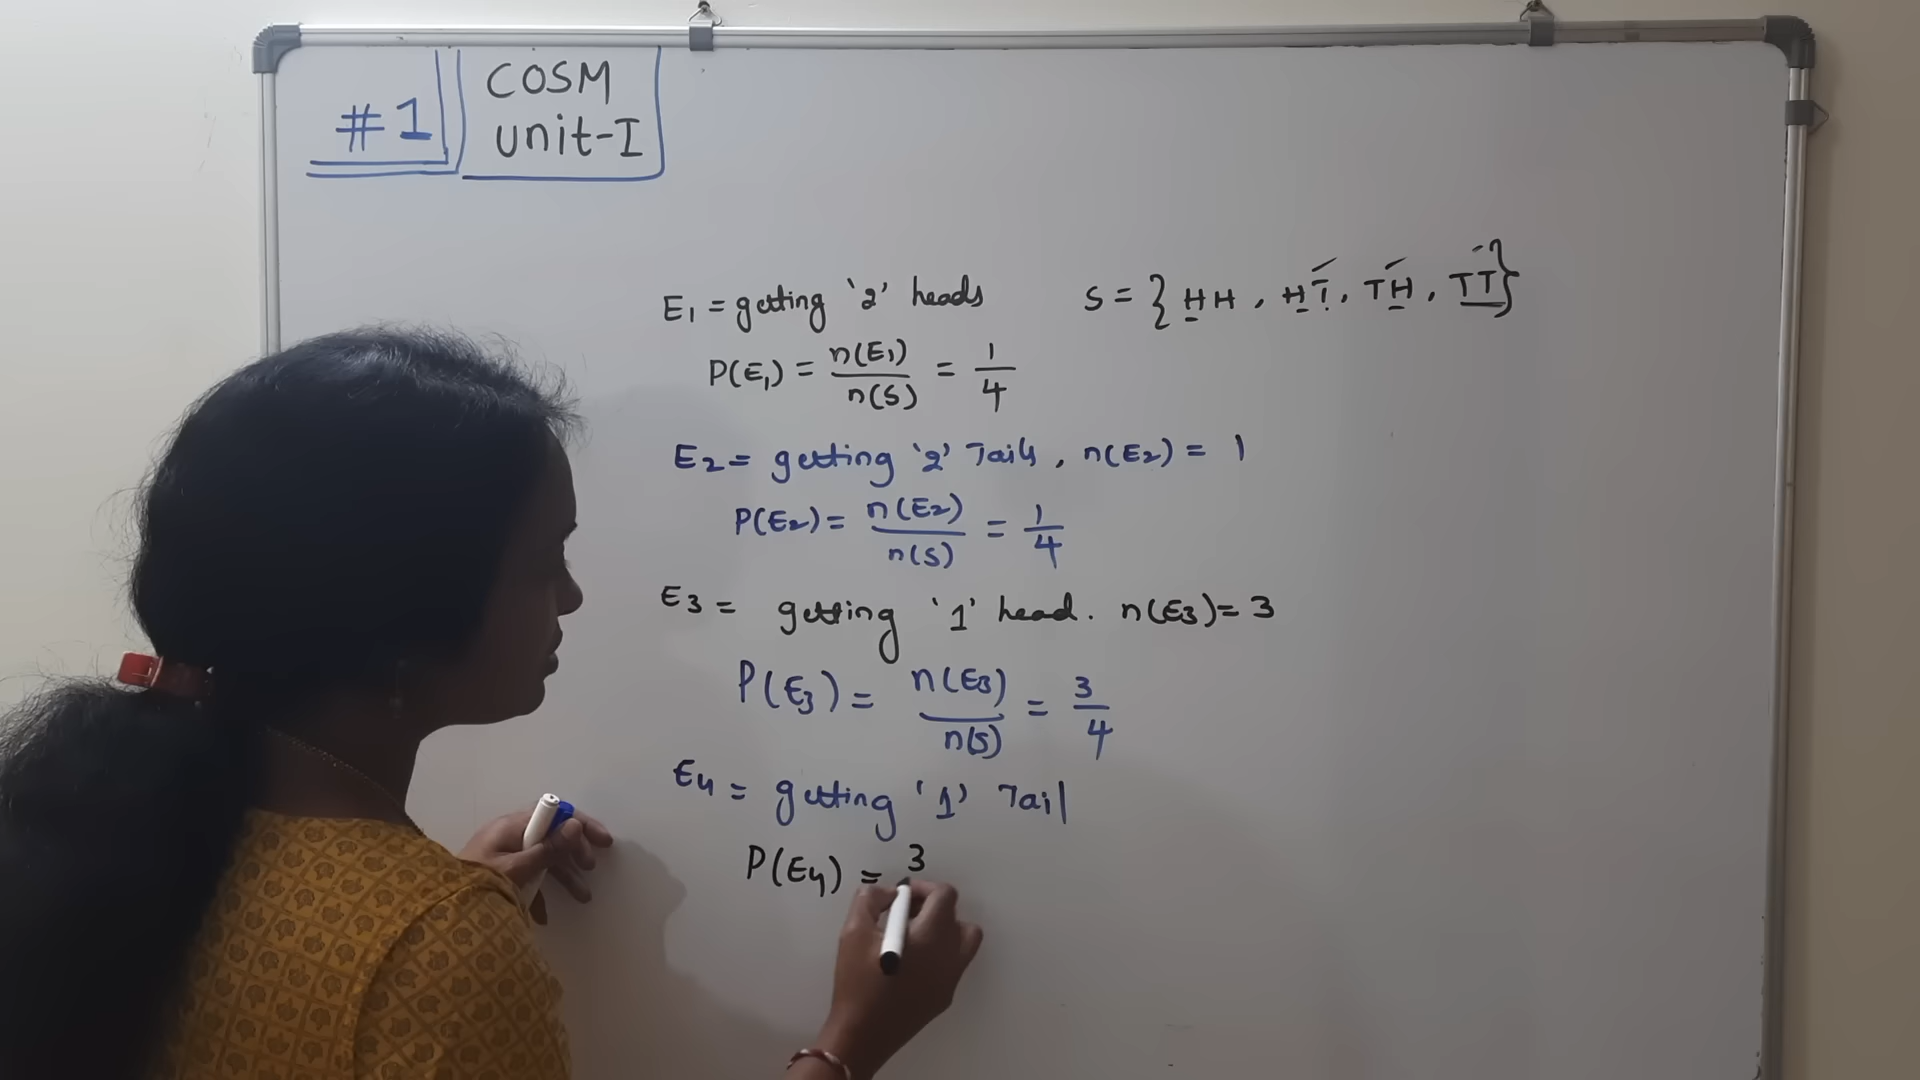 #1
COSM
unit-I
E1 = getting '2' heads
S = { HH, HT, TH, TT}
P(E1) = n(E1)/n(S) = 1/4
E2 = getting '2' Tails, n(E2) = 1
P(E2) = n(E2)/n(S) = 1/4
E3 = getting '1' head. n(E3) = 3
P(E3) = n(E3)/n(S) = 3/4
E4 = getting '1' Tail
P(E4) = 3